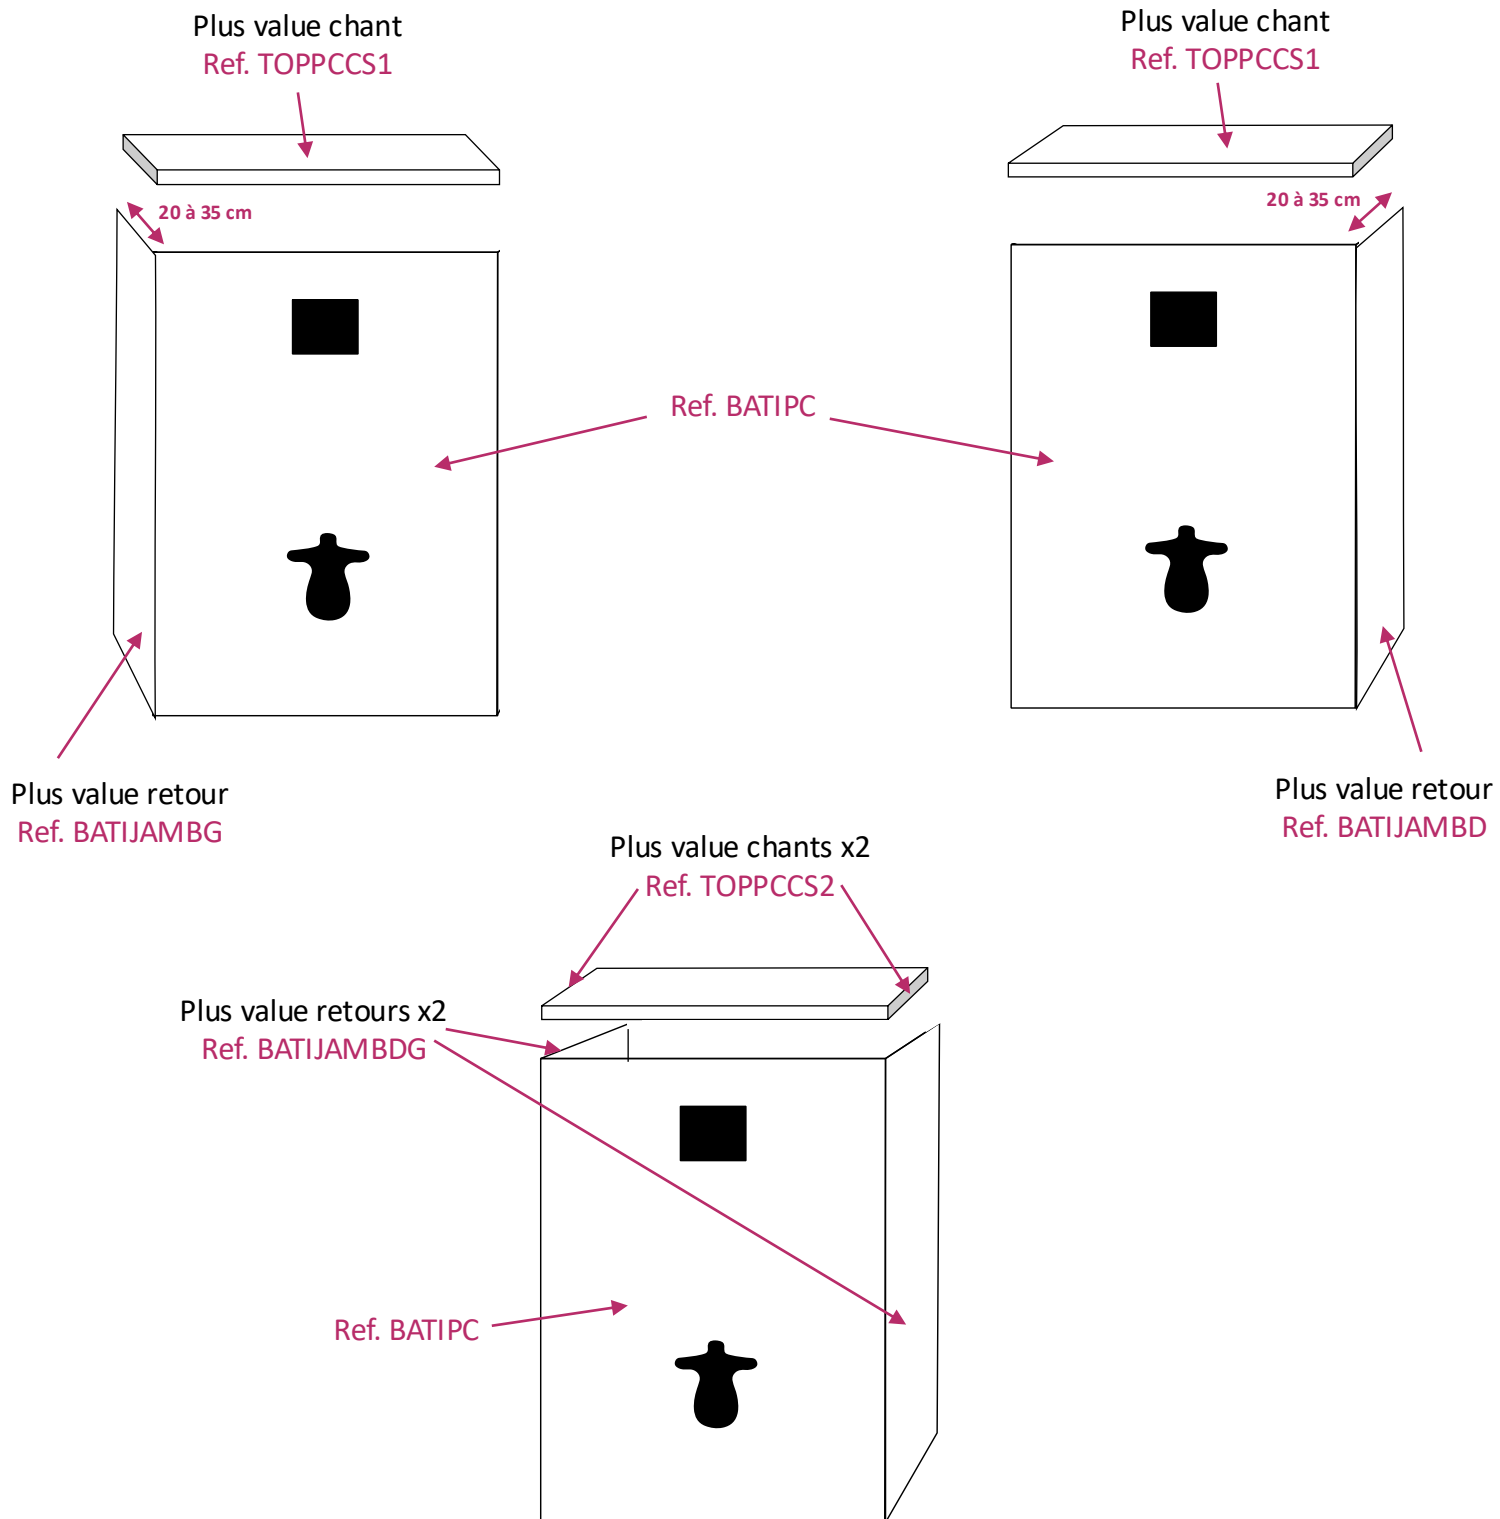 Plus value chant
Ref. TOPPCCS1
Plus value chant
Ref. TOPPCCS1
20 à 35 cm
20 à 35 cm
Ref. BATIPC
Plus value retour
Ref. BATIJAMBG
Plus value retour
Ref. BATIJAMBD
Plus value chants x2
Ref. TOPPCCS2
Plus value retours x2
Ref. BATIJAMBDG
Ref. BATIPC